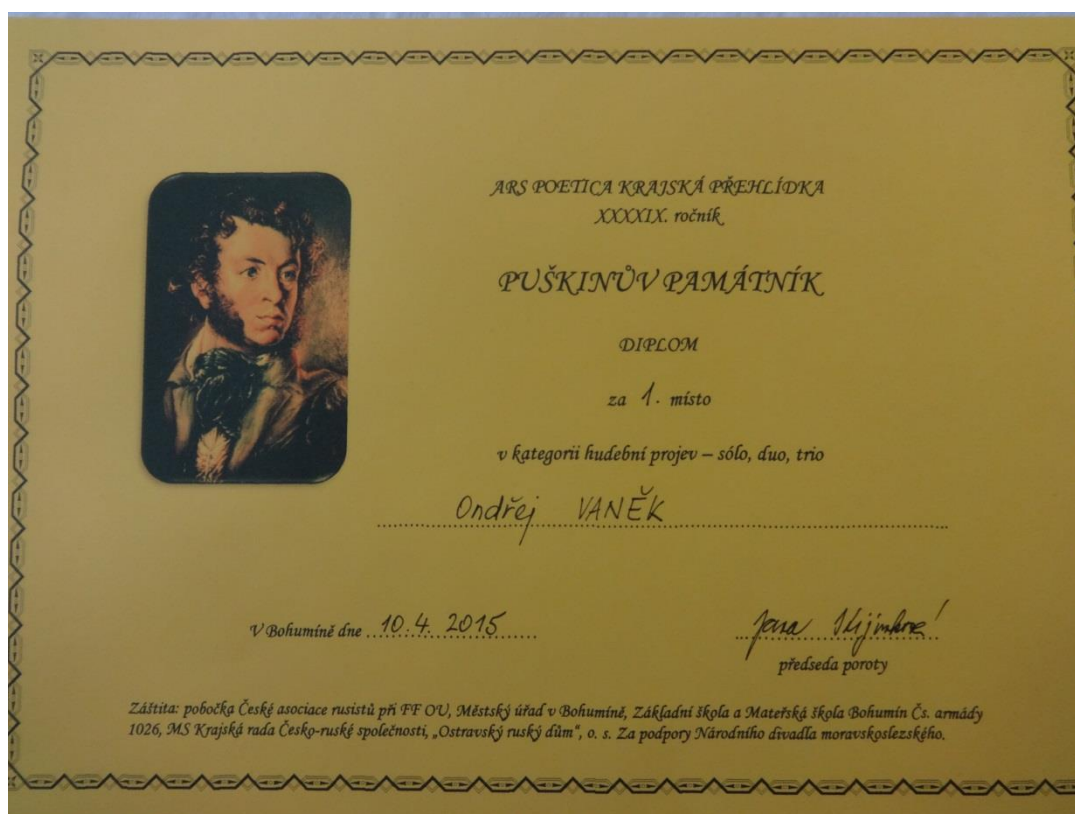 ARS POETICA KRAJSKÁ PŘEHLÍDKA
XXXXIX. ročník
PUŠKINŮV PAMÁTNÍK
DIPLOM
za 1. místo
v kategorii hudební projev – sólo, duo, trio
Ondřej VANĚK
V Bohumíně dne 10.4. 2015
Jana
předseda poroty
Záštita: pobočka České asociace rusistů při FF OU, Městský úřad v Bohumíně, Základní škola a Mateřská škola Bohumín Čs. armády
1026, MS Krajská rada Česko-ruské společnosti, „Ostravský ruský dům", o. s. Za podpory Národního divadla moravskoslezského.